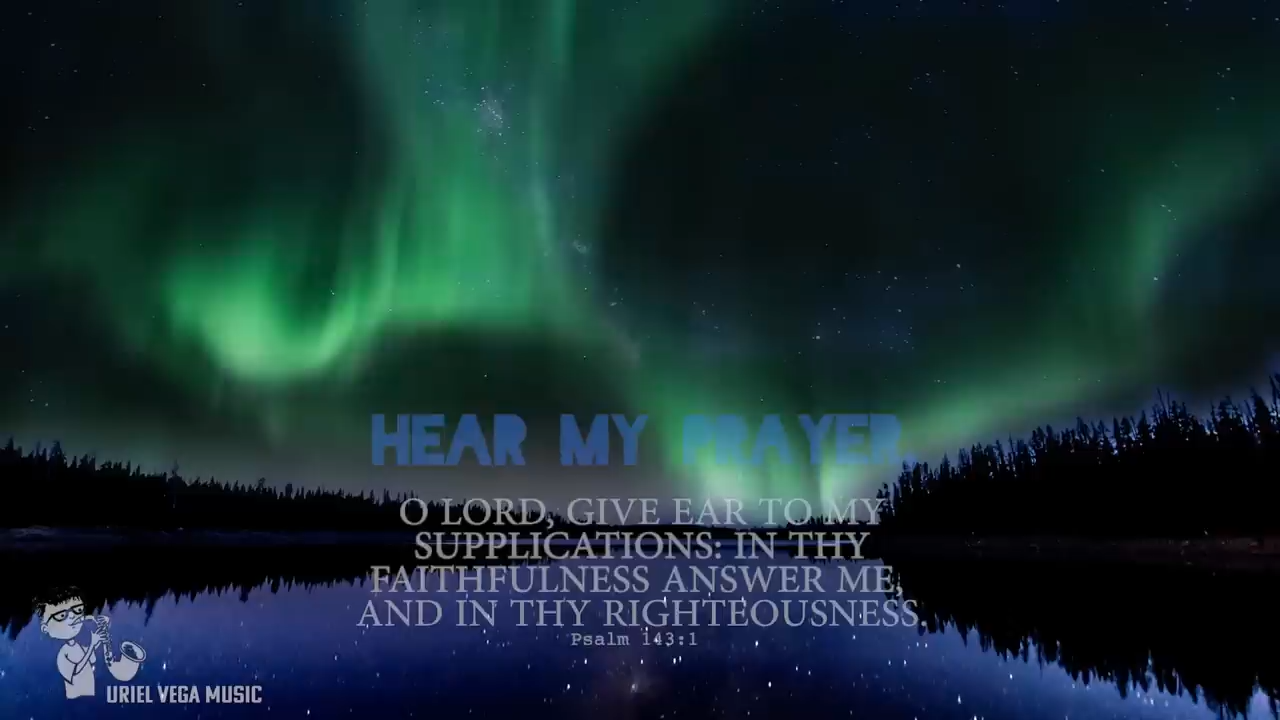 HEAR MY PRAYER.
O LORD, GIVE EAR TO MY
SUPPLICATIONS: IN THY
FAITHFULNESS ANSWER ME,
AND IN THY RIGHTEOUSNESS.
Psalm 143:1
URIEL VEGA MUSIC